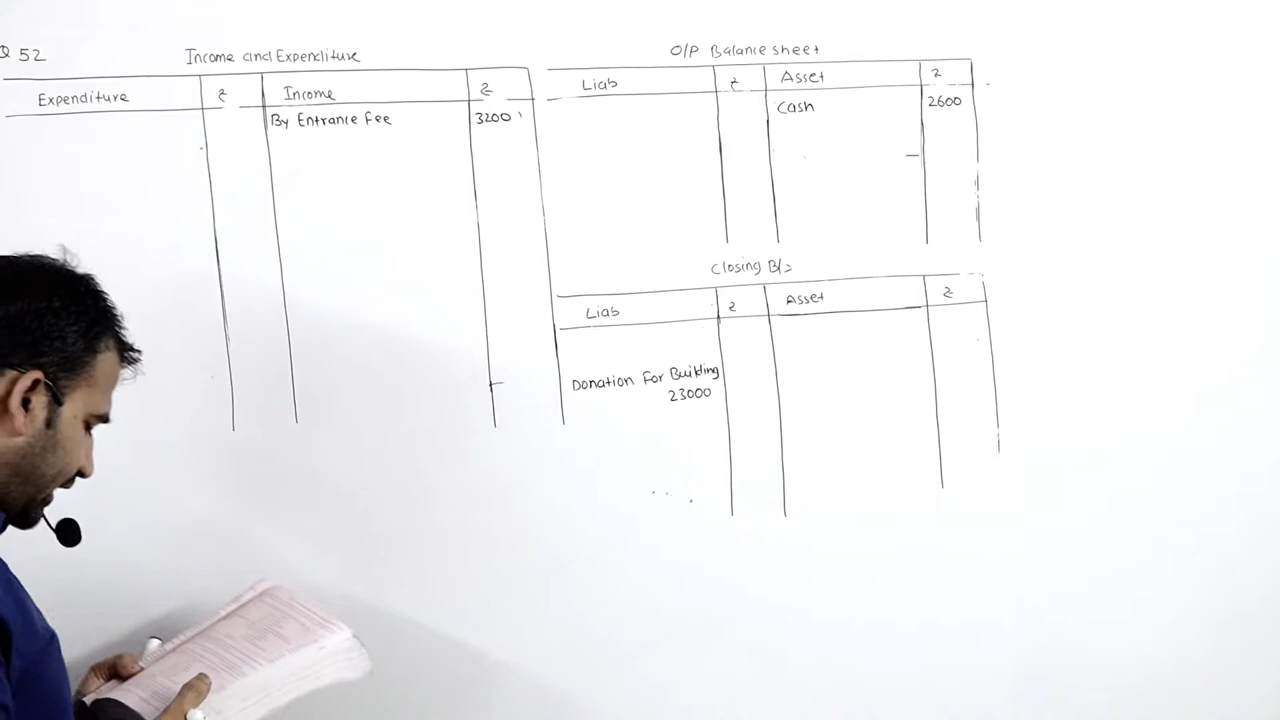 Q 52
Income and Expenditure
Expenditure ₹ Income ₹
By Entrance Fee 3200
O/P Balance sheet
Liab ₹ Asset ₹
Cash 2600
Closing B/s
Liab ₹ Asset ₹
Donation For Building
23000